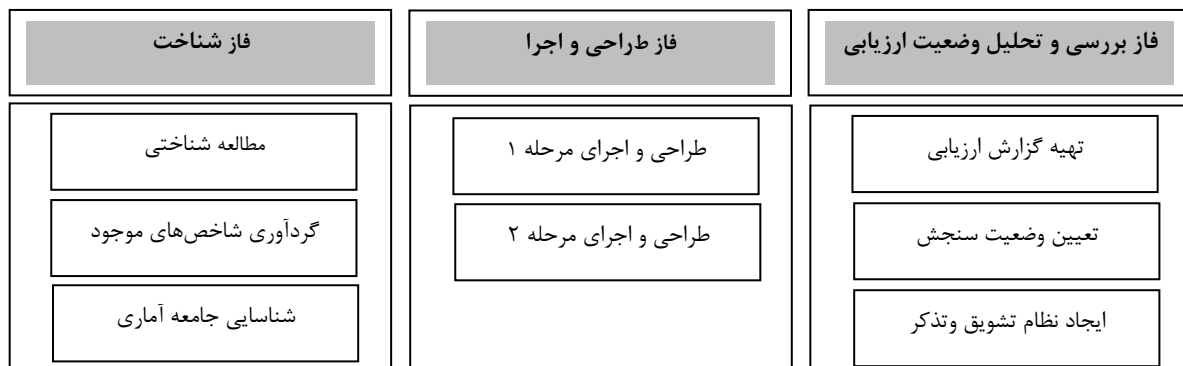 فاز بررسی و تحلیل وضعیت ارزیابی
تهیه گزارش ارزیابی
تعیین وضعیت سنجش
ایجاد نظام تشویق وتذکر
فاز طراحی و اجرا
طراحی و اجرای مرحله ۱
طراحی و اجرای مرحله ۲
فاز شناخت
مطالعه شناختی
گردآوری شاخص‌های موجود
شناسایی جامعه آماری